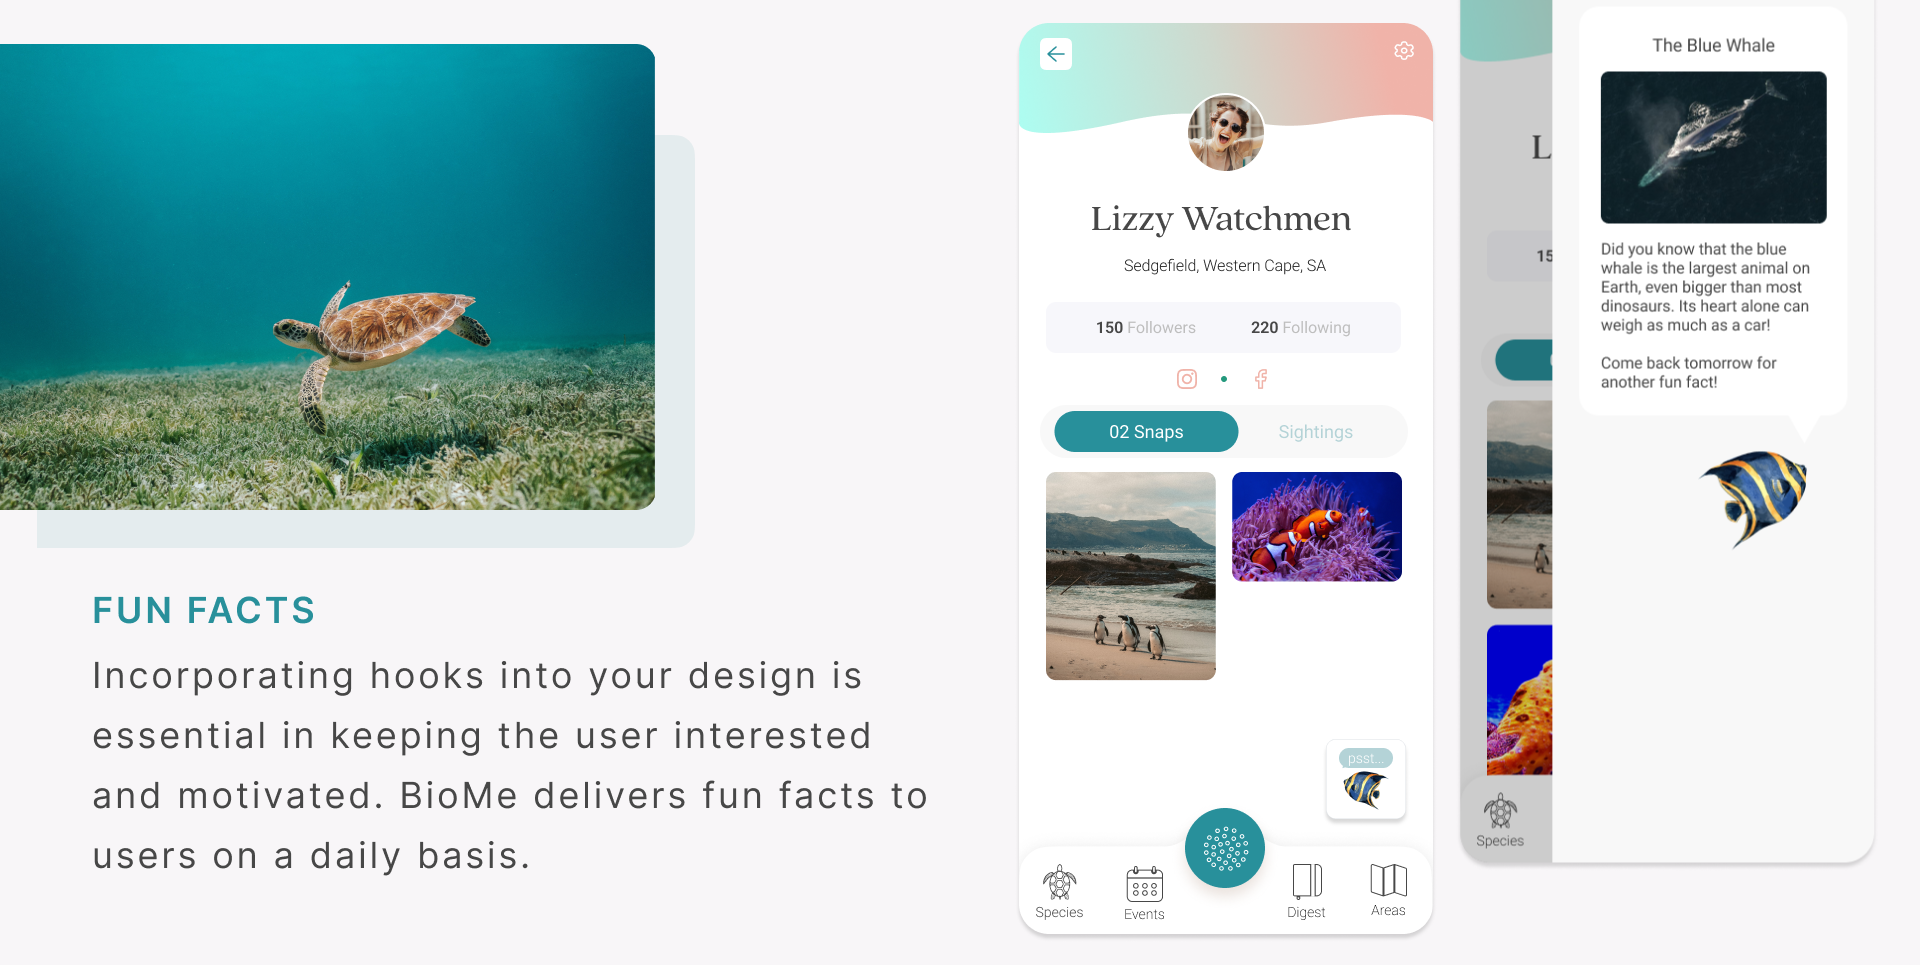 FUN FACTS
Incorporating hooks into your design is
essential in keeping the user interested
and motivated. BioMe delivers fun facts to
users on a daily basis.
Lizzy Watchmen
Sedgefield, Western Cape, SA
150 Followers 220 Following
02 Snaps Sightings
psst...
Species Events Digest Areas
The Blue Whale
Did you know that the blue
whale is the largest animal on
Earth, even bigger than most
dinosaurs. Its heart alone can
weigh as much as a car!
Come back tomorrow for
another fun fact!
L
15
Species